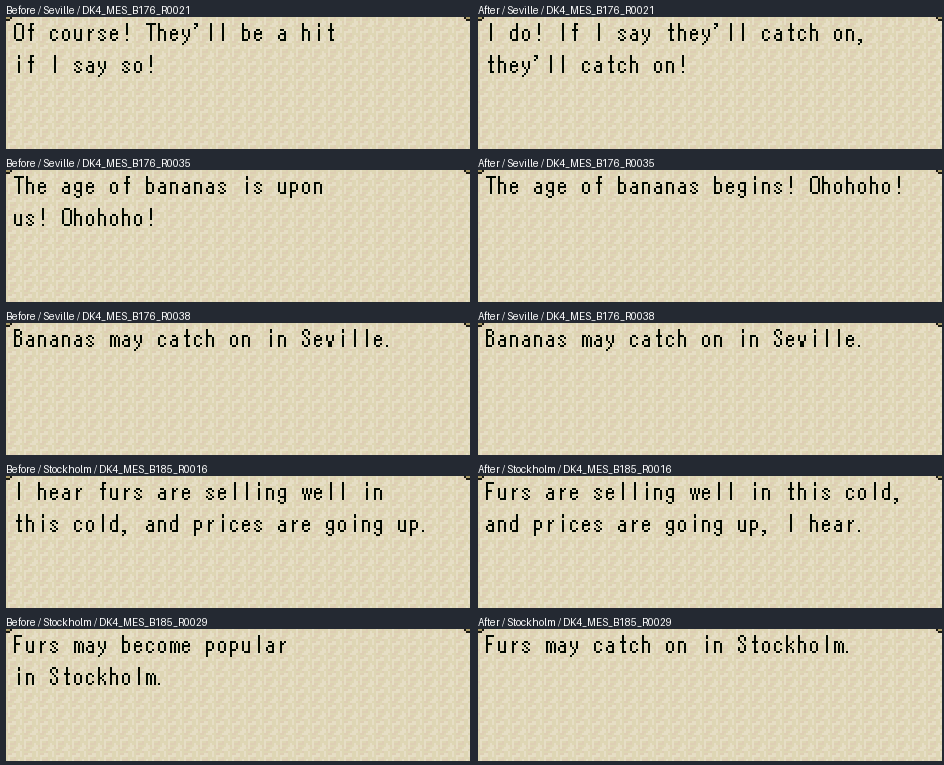 Before / Seville / DK4_MES_B176_R0021
Of course! They'll be a hit
if I say so!
After / Seville / DK4_MES_B176_R0021
I do! If I say they'll catch on,
they'll catch on!
Before / Seville / DK4_MES_B176_R0035
The age of bananas is upon
us! Ohohoho!
After / Seville / DK4_MES_B176_R0035
The age of bananas begins! Ohohoho!
Before / Seville / DK4_MES_B176_R0038
Bananas may catch on in Seville.
After / Seville / DK4_MES_B176_R0038
Bananas may catch on in Seville.
Before / Stockholm / DK4_MES_B185_R0016
I hear furs are selling well in
this cold, and prices are going up.
After / Stockholm / DK4_MES_B185_R0016
Furs are selling well in this cold,
and prices are going up, I hear.
Before / Stockholm / DK4_MES_B185_R0029
Furs may become popular
in Stockholm.
After / Stockholm / DK4_MES_B185_R0029
Furs may catch on in Stockholm.